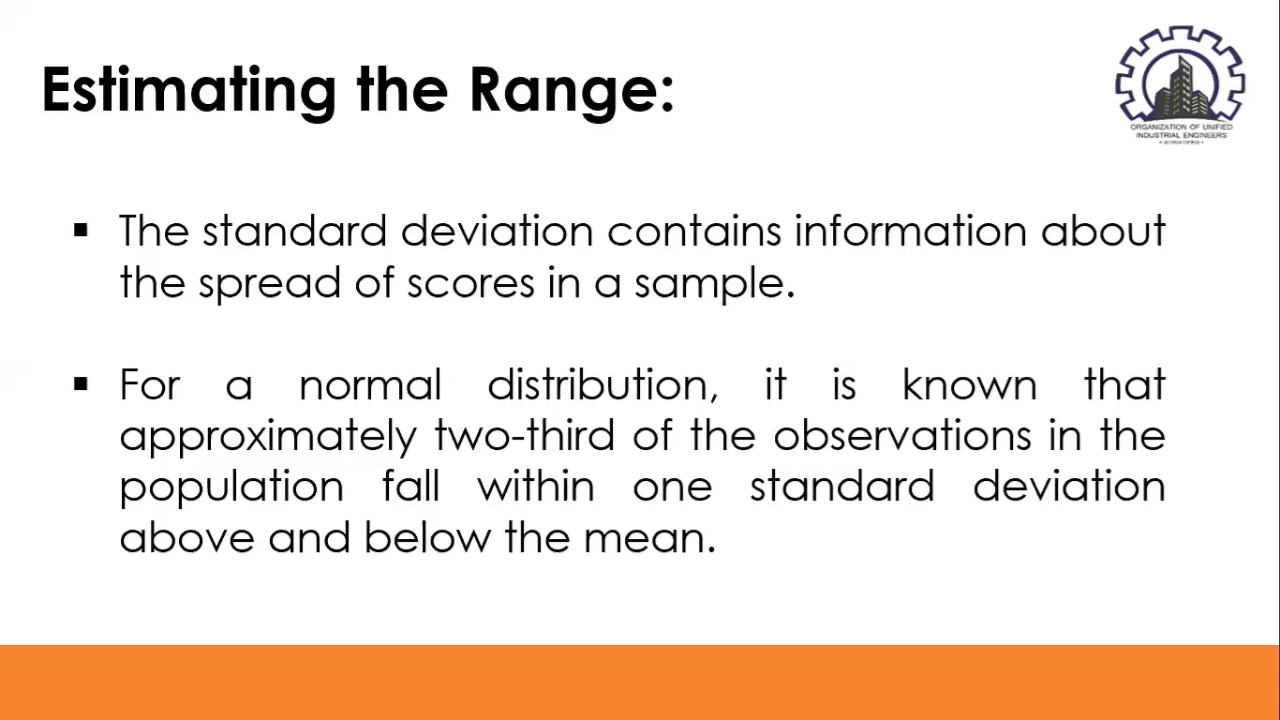 Estimating the Range:
ORGANIZATION OF UNIFIED
INDUSTRIAL ENGINEERS
▪ The standard deviation contains information about
the spread of scores in a sample.
▪ For a normal distribution, it is known that
approximately two-third of the observations in the
population fall within one standard deviation
above and below the mean.